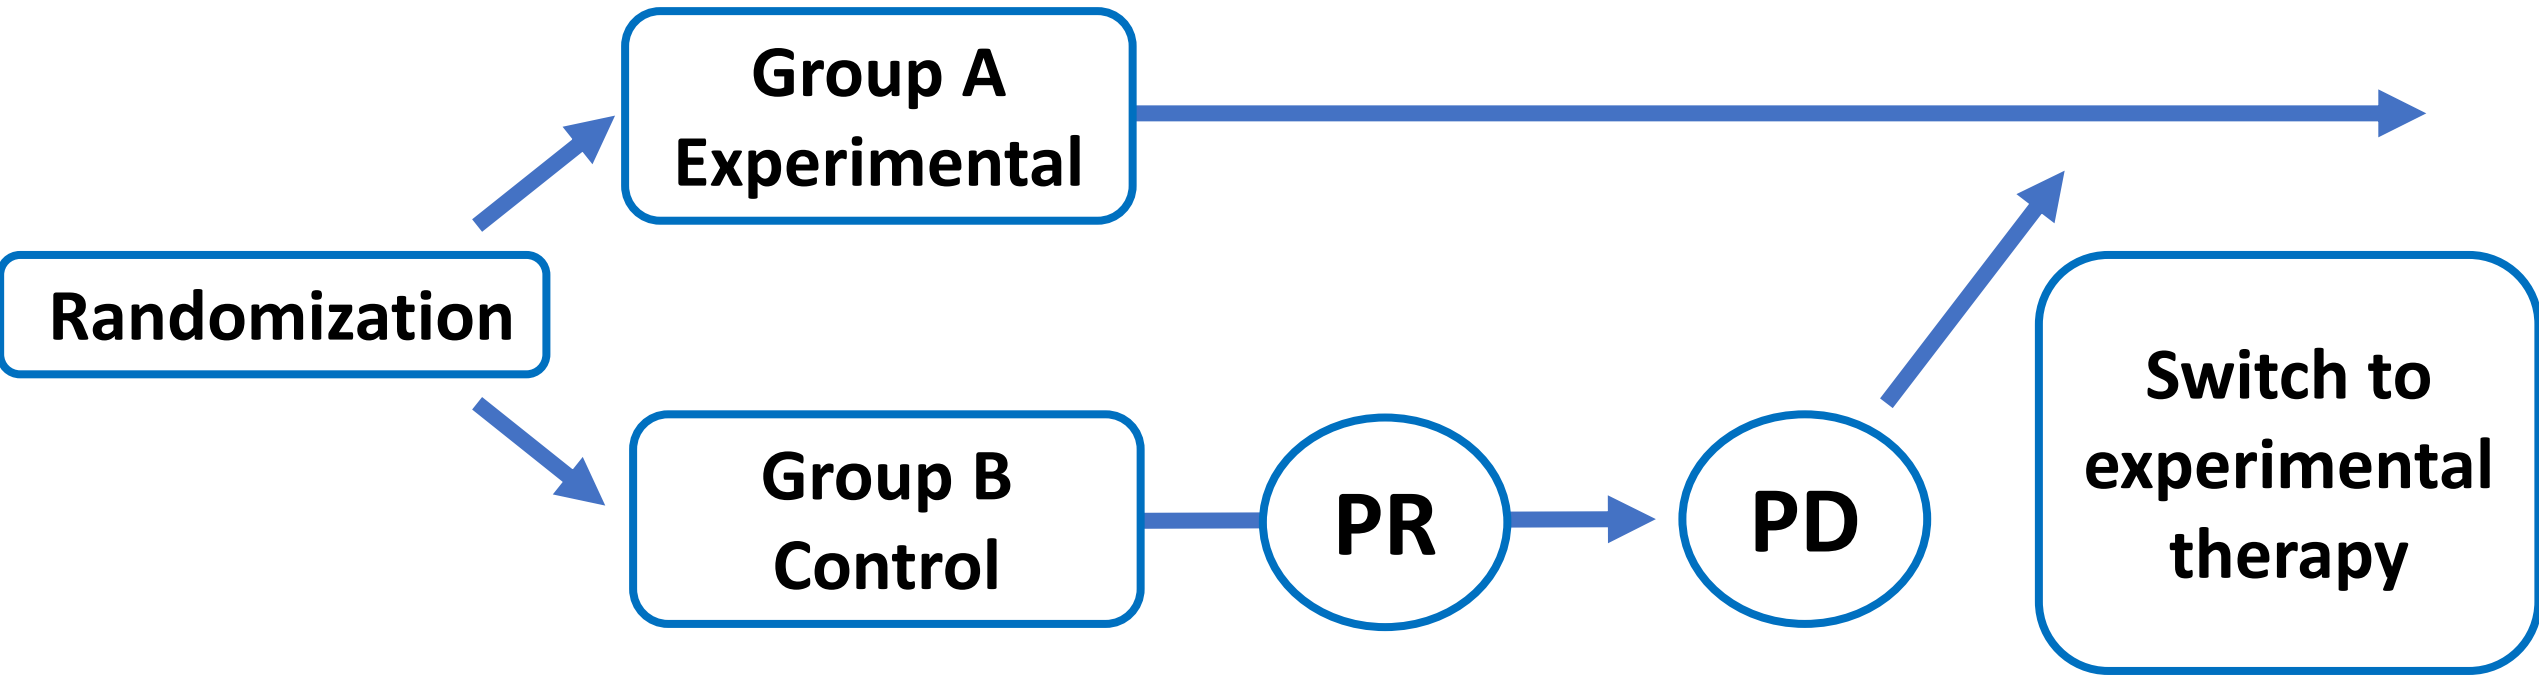 Group A
Experimental
Randomization
Group B
Control
PR
PD
Switch to
experimental
therapy